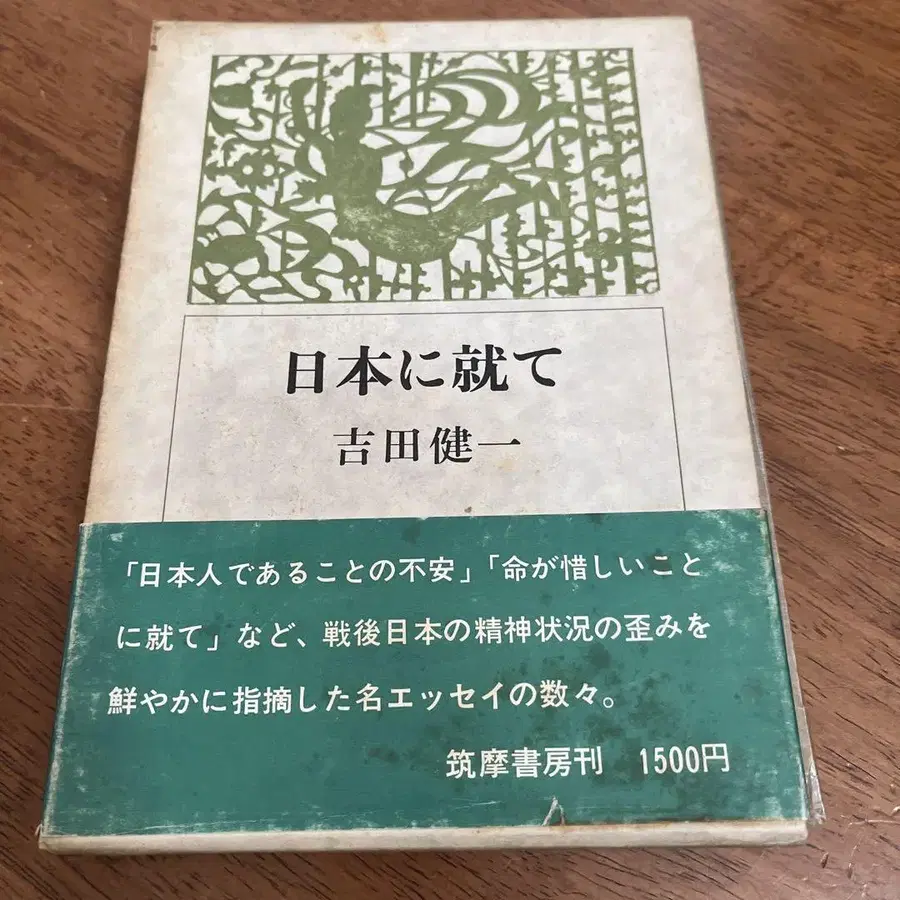 日本に就て
吉田健一
「日本人であることの不安」「命が惜しいこと
に就て」など、戦後日本の精神状況の歪みを
鮮やかに指摘した名エッセイの数々。
筑摩書房刊　1500円